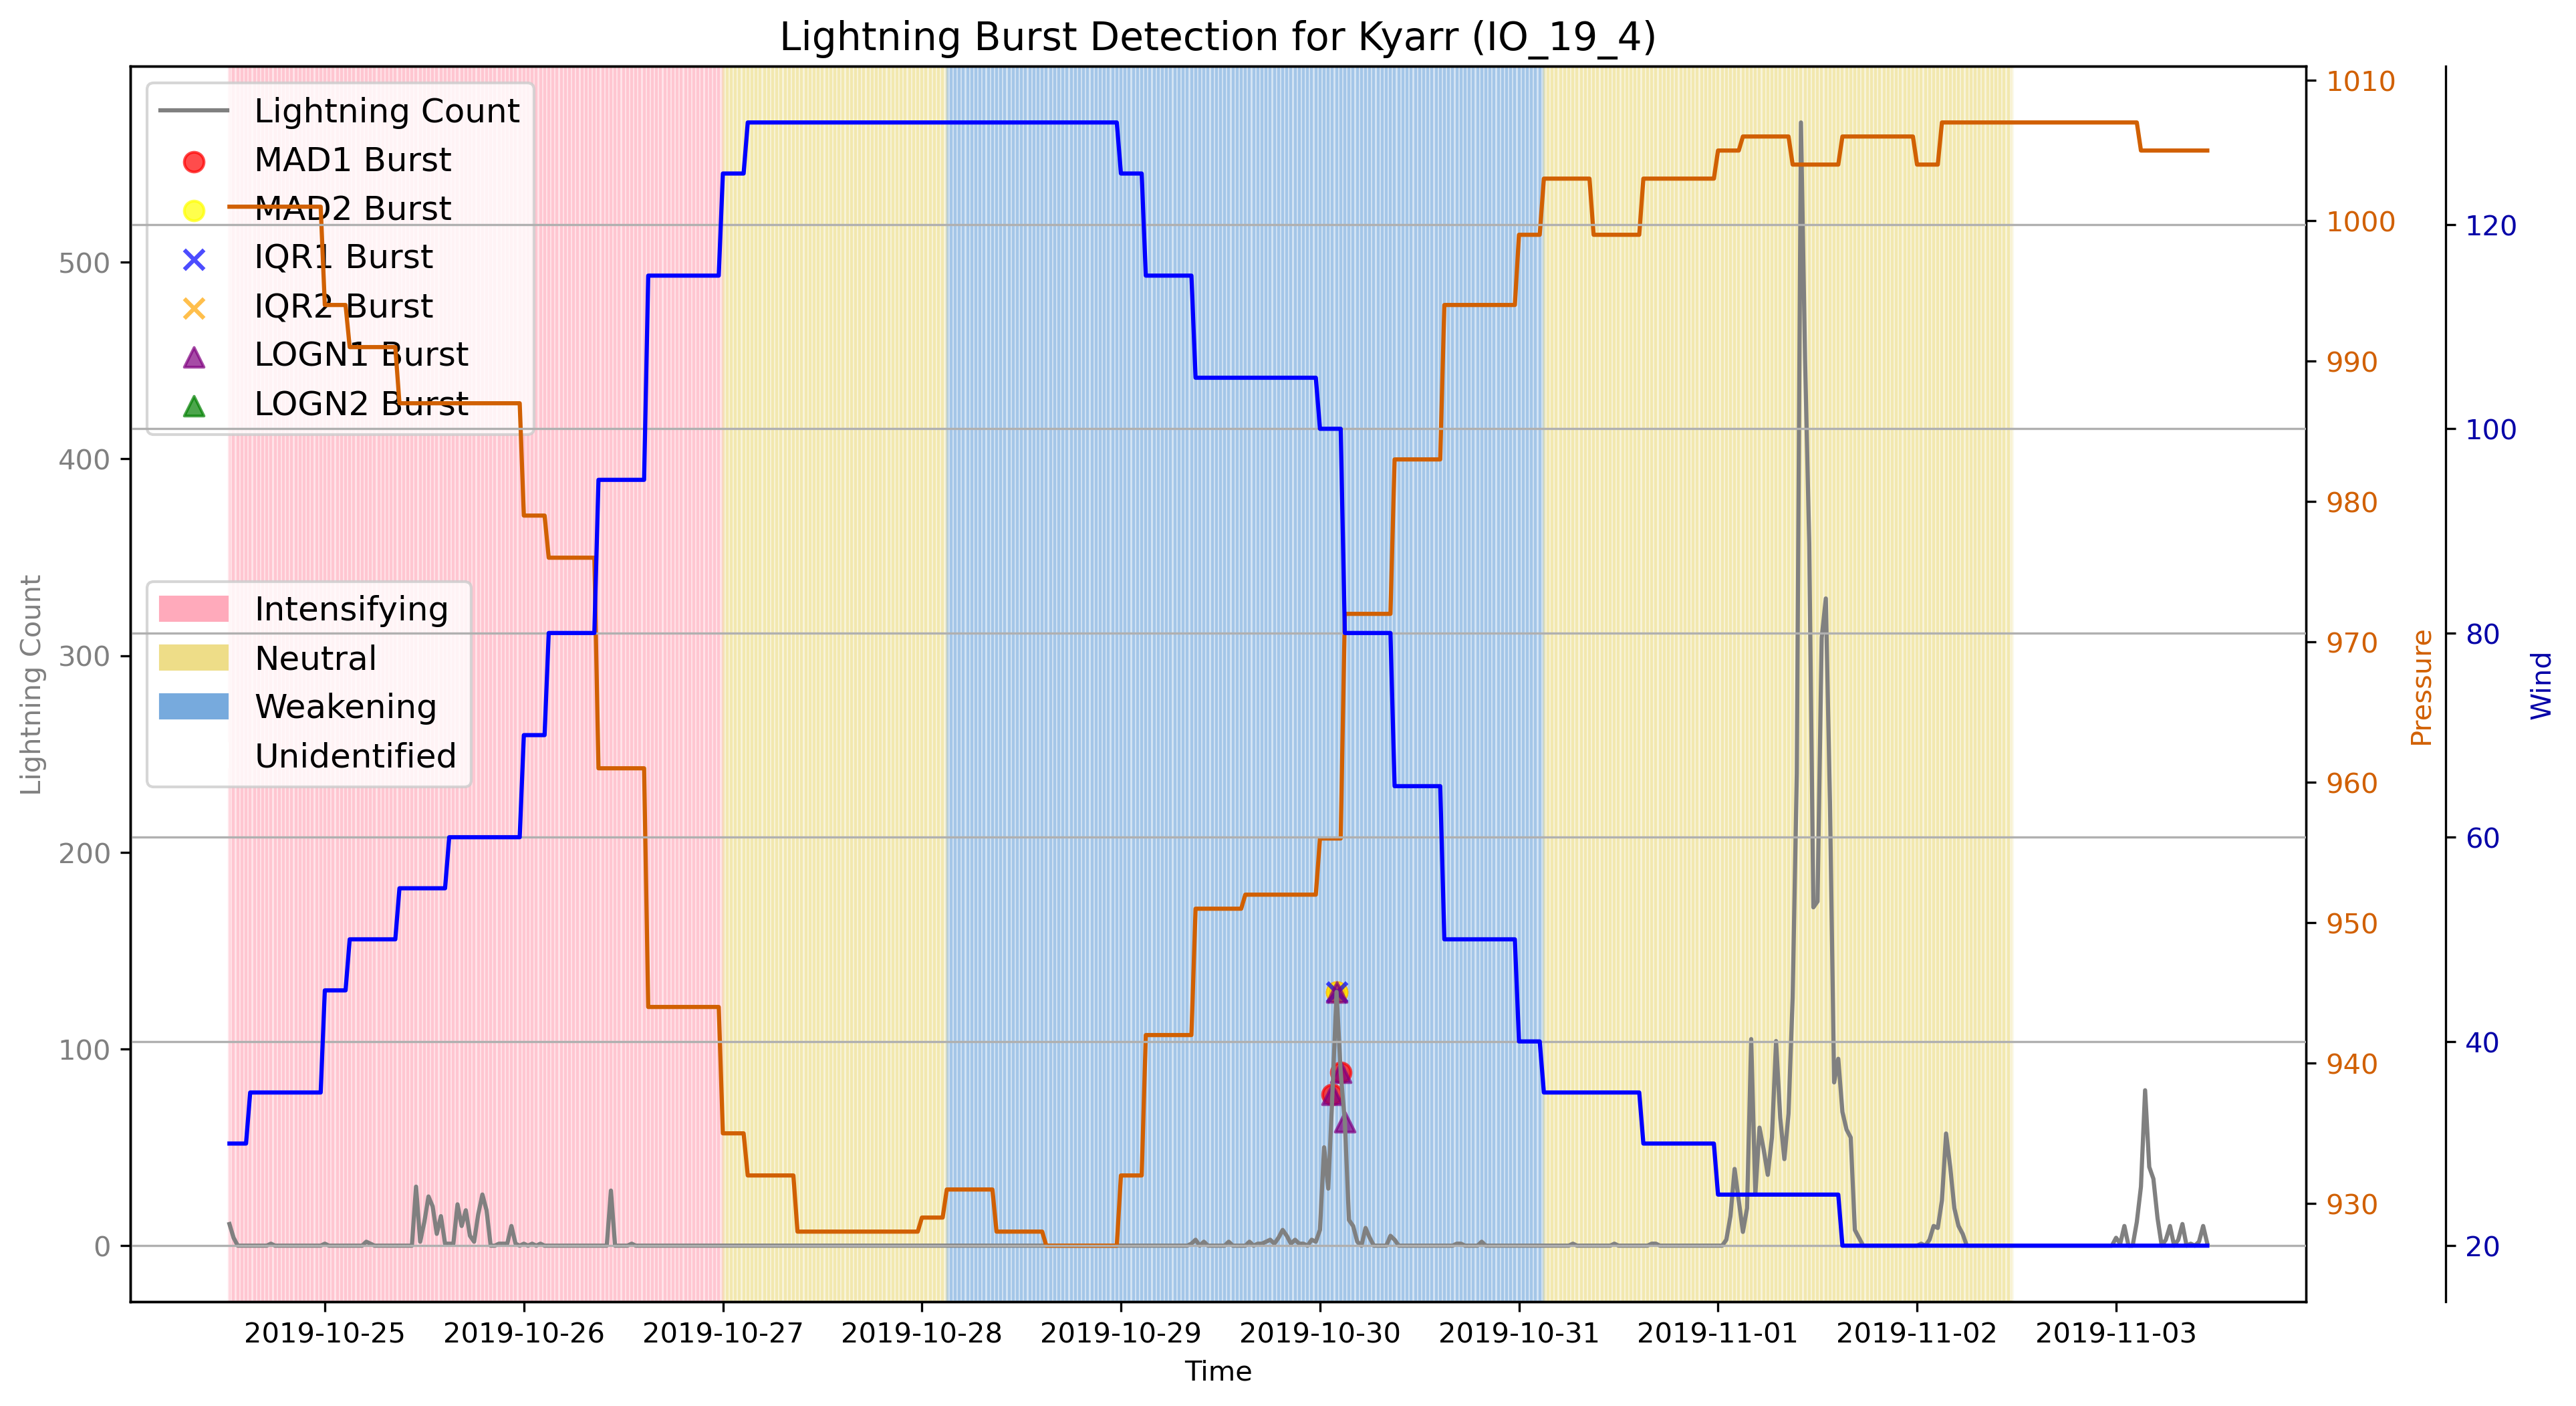 Lightning Burst Detection for Kyarr (IO_19_4)
Lightning Count
MAD1 Burst
MAD2 Burst
IQR1 Burst
IQR2 Burst
LOGN1 Burst
LOGN2 Burst
Intensifying
Neutral
Weakening
Unidentified
Lightning Count
500
400
300
200
100
0
1010
1000
990
980
970
960
950
940
930
Pressure
120
100
80
60
40
20
Wind
2019-10-25 2019-10-26 2019-10-27 2019-10-28 2019-10-29 2019-10-30 2019-10-31 2019-11-01 2019-11-02 2019-11-03
Time